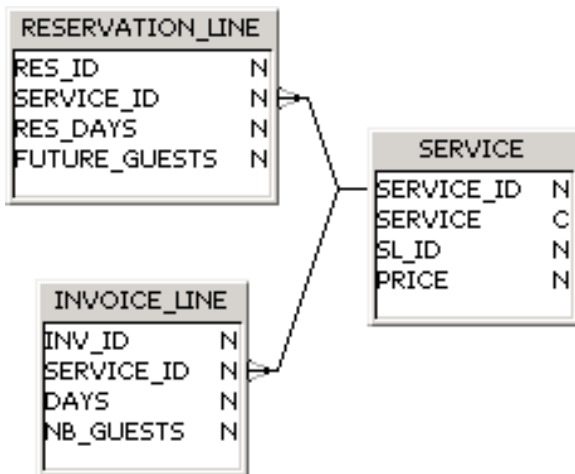 RESERVATION_LINE
RES_ID N
SERVICE_ID N
RES_DAYS N
FUTURE_GUESTS N
SERVICE
SERVICE_ID N
SERVICE C
SL_ID N
PRICE N
INVOICE_LINE
INV_ID N
SERVICE_ID N
DAYS N
NB_GUESTS N